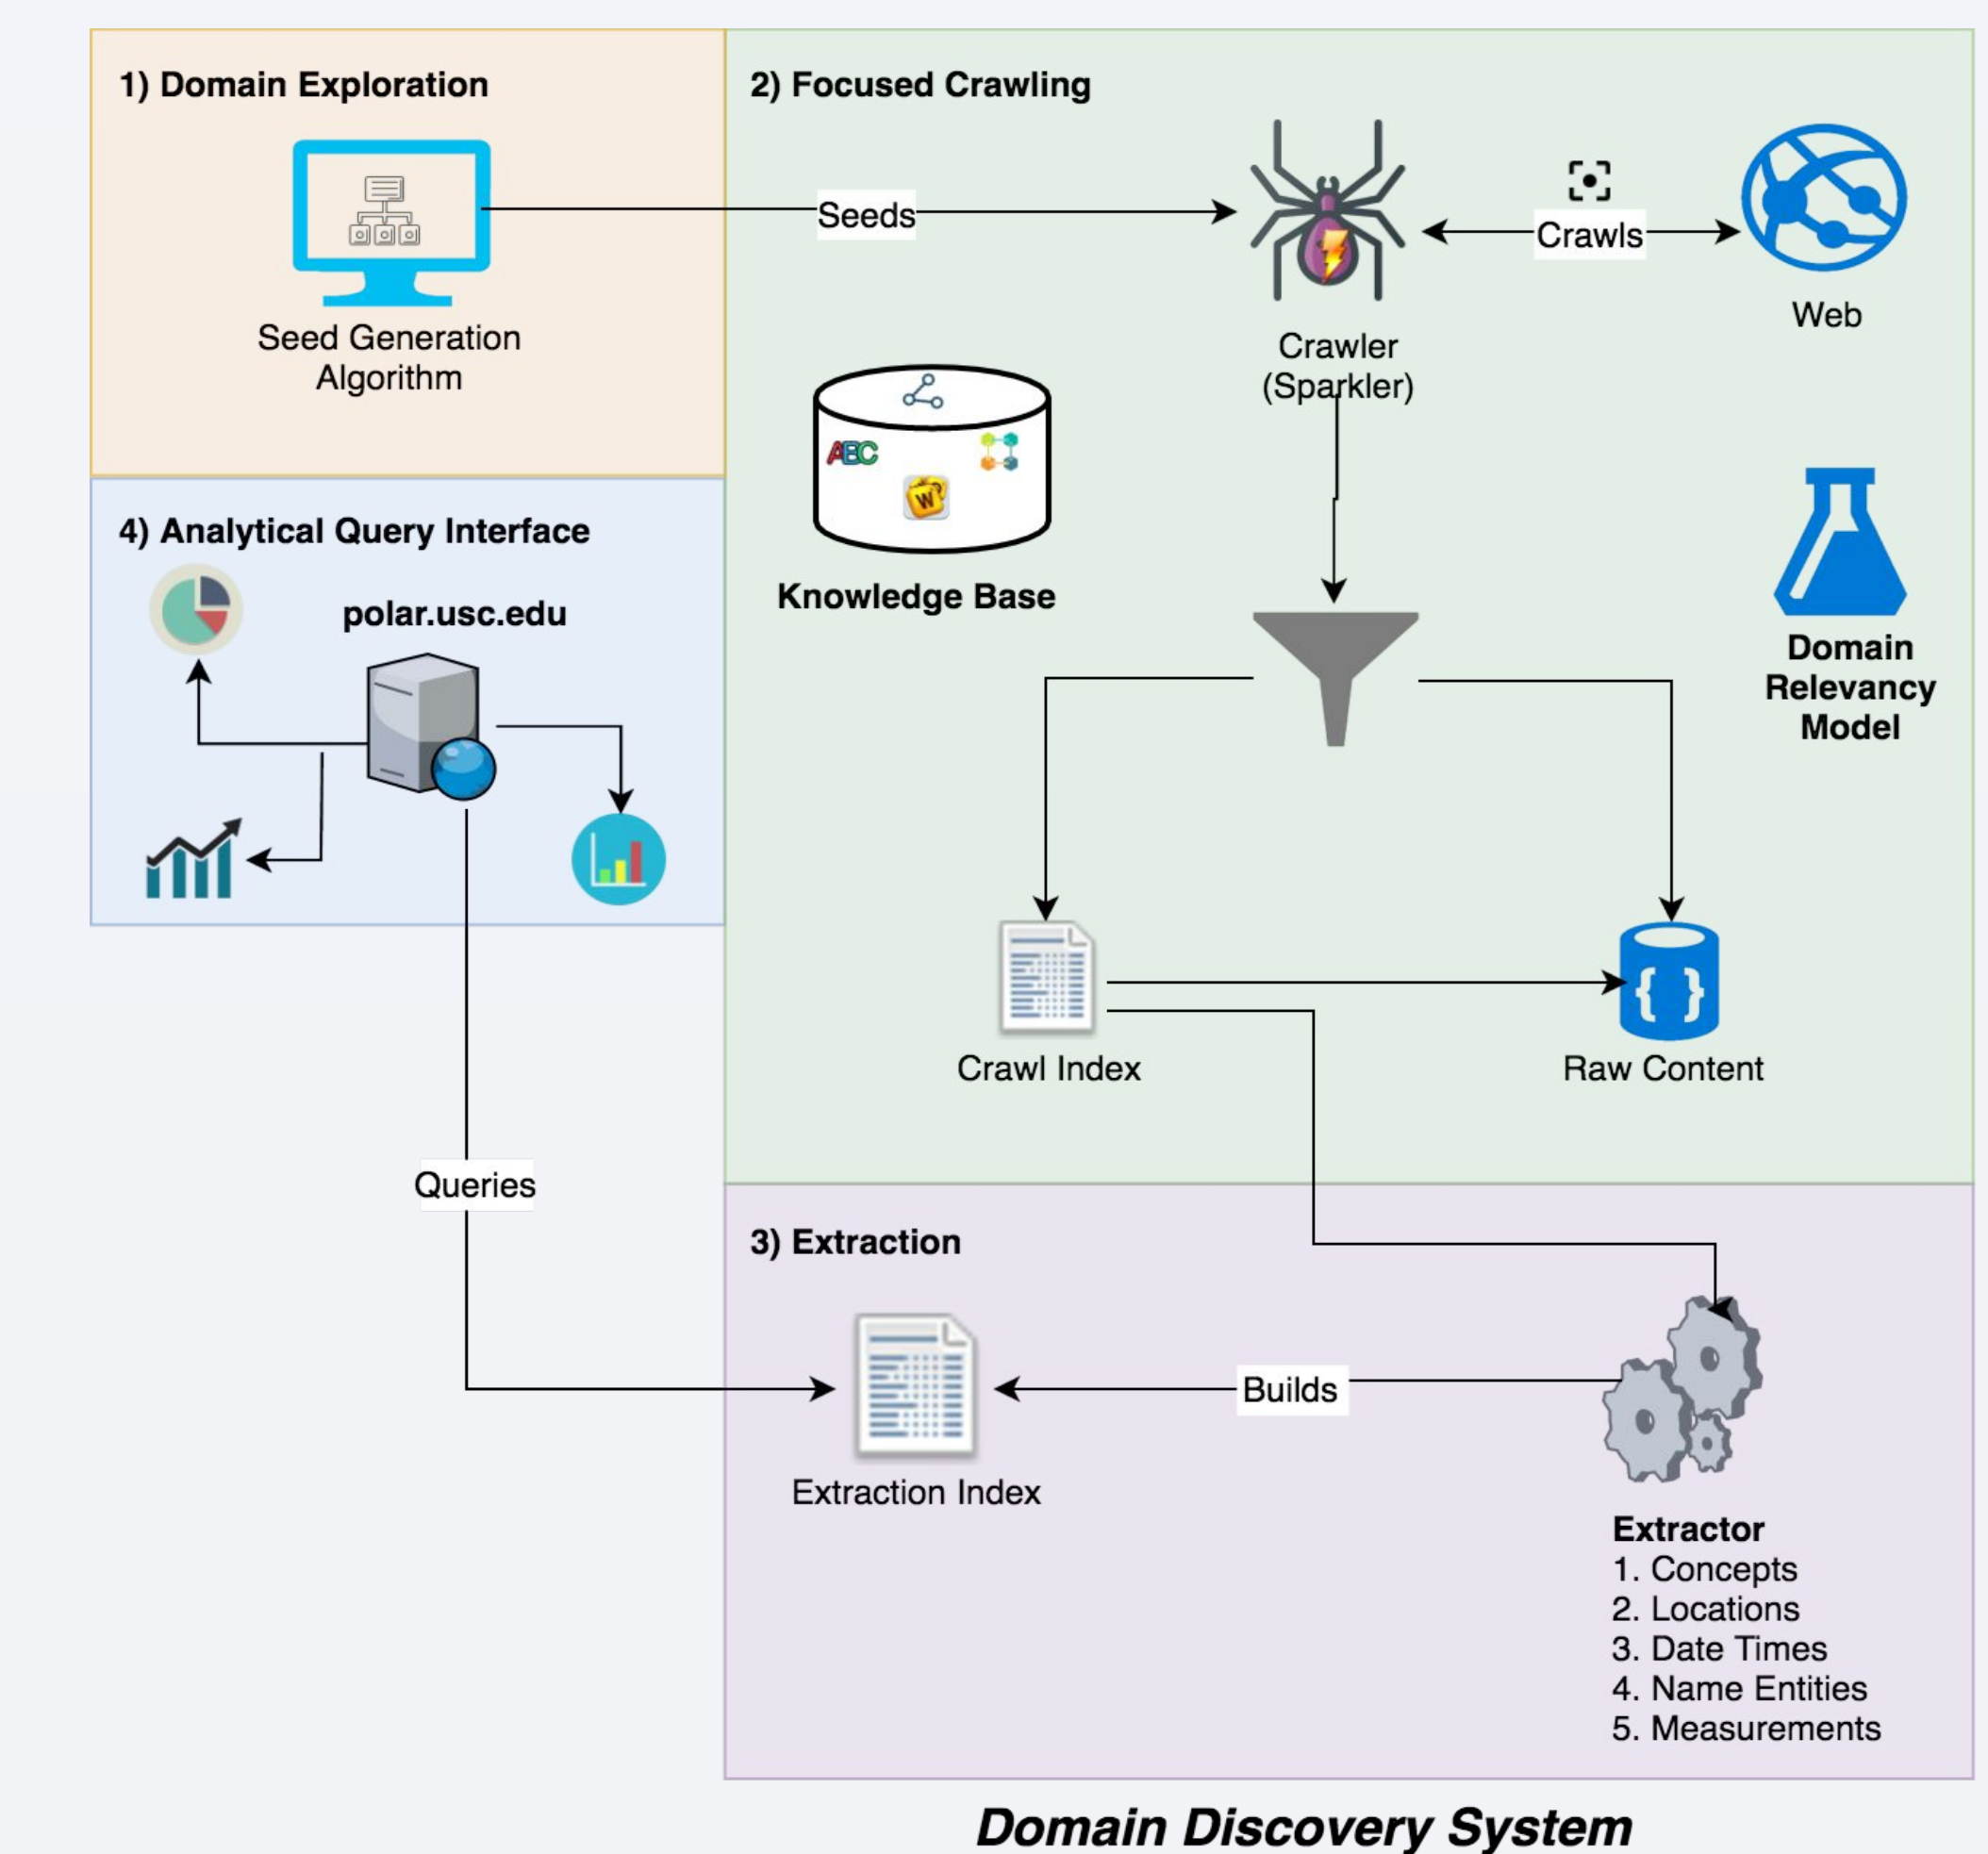 1) Domain Exploration
Seed Generation
Algorithm
2) Focused Crawling
Seeds
Crawls
Crawler
(Sparkler)
Web
ABC
W
Knowledge Base
Domain
Relevancy
Model
{ }
Crawl Index
Raw Content
4) Analytical Query Interface
polar.usc.edu
Queries
3) Extraction
Builds
Extraction Index
Extractor
1. Concepts
2. Locations
3. Date Times
4. Name Entities
5. Measurements
Domain Discovery System